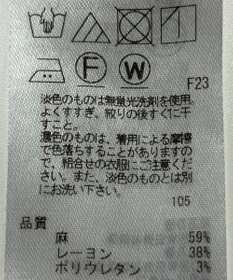 F
W
F23
淡色のものは無蛍光洗剤を使用、
よくすすぎ、絞りの後すぐに干
すこと。
濃色のものは、着用による摩擦
で色落ちすることがありますの
で、組合せの衣服にご注意くだ
さい。また、淡色のものとは別
にお洗い下さい。
105
品質
麻 59%
レーヨン 38%
ポリウレタン 3%